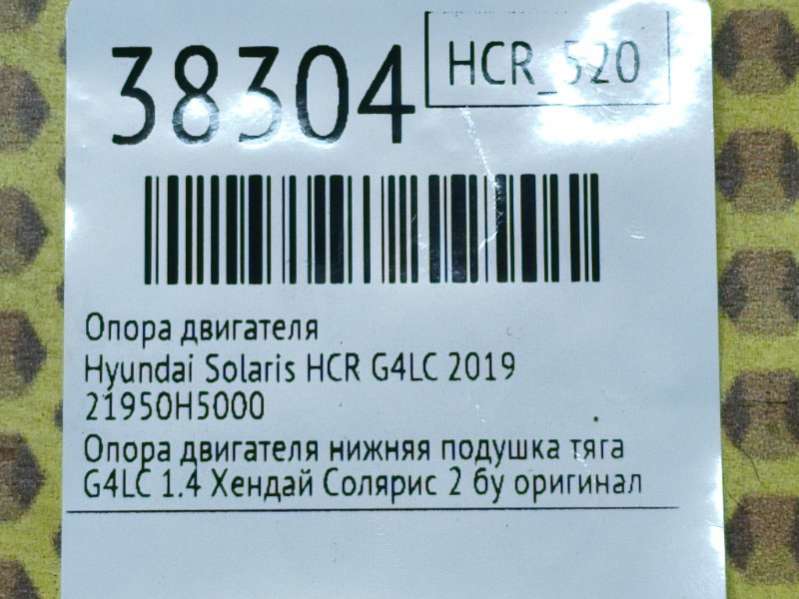 38304
HCR_520
Опора двигателя
Hyundai Solaris HCR G4LC 2019
21950H5000
Опора двигателя нижняя подушка тяга
G4LC 1.4 Хендай Солярис 2 бу оригинал